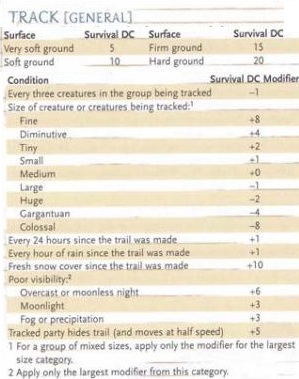 TRACK [GENERAL]
Surface Survival DC Surface Survival DC
Very soft ground 5 Firm ground 15
Soft ground 10 Hard ground 20
Condition Survival DC Modifier
Every three creatures in the group being tracked –1
Size of creature or creatures being tracked:1
Fine +8
Diminutive +4
Tiny +2
Small +1
Medium +0
Large –1
Huge –2
Gargantuan –4
Colossal –8
Every 24 hours since the trail was made +1
Every hour of rain since the trail was made +1
Fresh snow cover since the trail was made +10
Poor visibility:2
Overcast or moonless night +6
Moonlight +3
Fog or precipitation +3
Tracked party hides trail (and moves at half speed) +5
1 For a group of mixed sizes, apply only the modifier for the largest
size category.
2 Apply only the largest modifier from this category.